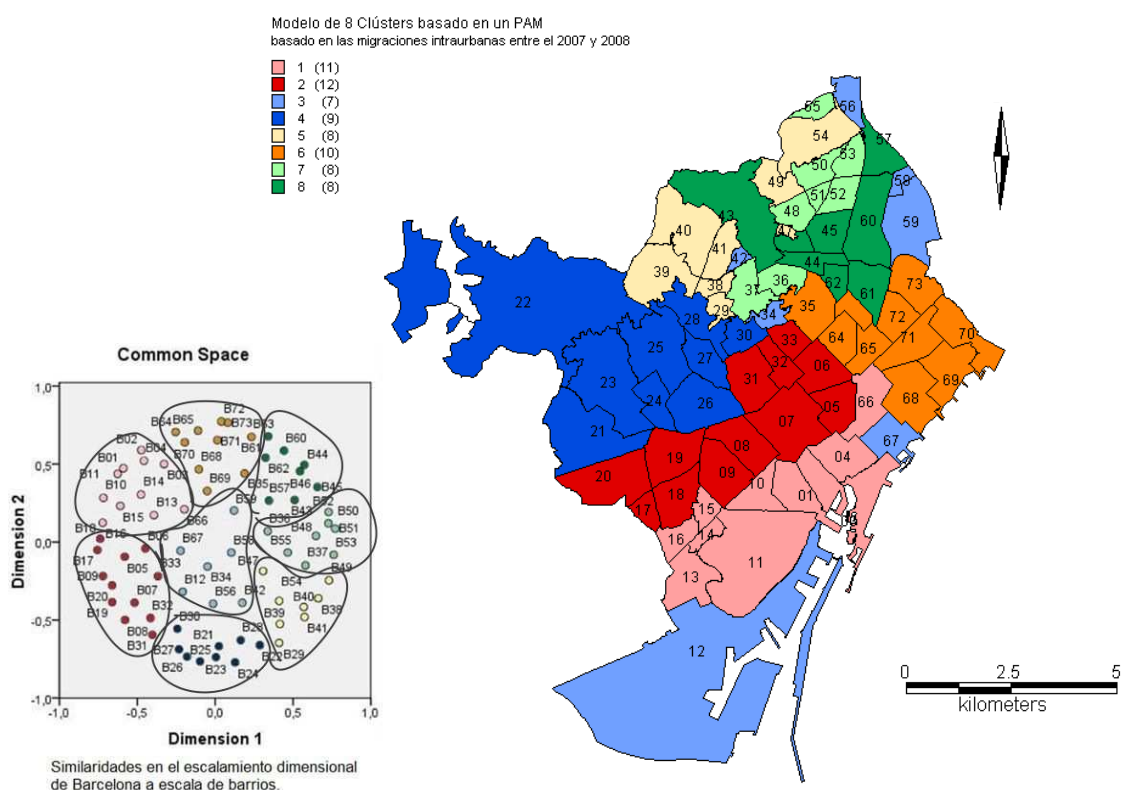 Modelo de 8 Clústers basado en un PAM
basado en las migraciones intraurbanas entre el 2007 y 2008
1 (11)
2 (12)
3 (7)
4 (9)
5 (8)
6 (10)
7 (8)
8 (8)
55 56
54 57
53
50
49 58
51 52
48 59
43 60
47 45
40
41 42
44
39 36 62 61
37 73
38
29 35
22 28 34 72
30 64 71 70
33 65
25 27 32 06
23 31 69
24 26 05 66 68
07
21 67
08
19 04
20 09
10 01
18
17 15
16 14
11
13
12
0 2.5 5
kilometers
Common Space
1,0
0,5
0,0
-0,5
-1,0
Dimension 2
B72
B65 B73 B63
B64
B02 B04 B71 B61 B60
B01 B70 B62 B44
B11 B68 B03
B10 B14 B69 B35 B57 B46 B45
B13 B59 B43 B52 B50
B15 B66 B36 B48 B51
B18 B16 B67 B58 B55 B37 B53
B17 B06 B33 B47 B49
B09 B05 B12 B34 B54
B20 B07 B56 B42 B40 B38
B19 B32 B39 B41
B08 B30 B28
B31 B27 B21 B25 B22 B29
B26 B23 B24
-1,0 -0,5 0,0 0,5 1,0
Dimension 1
Similaridades en el escalamiento dimensional
de Barcelona a escala de barrios.